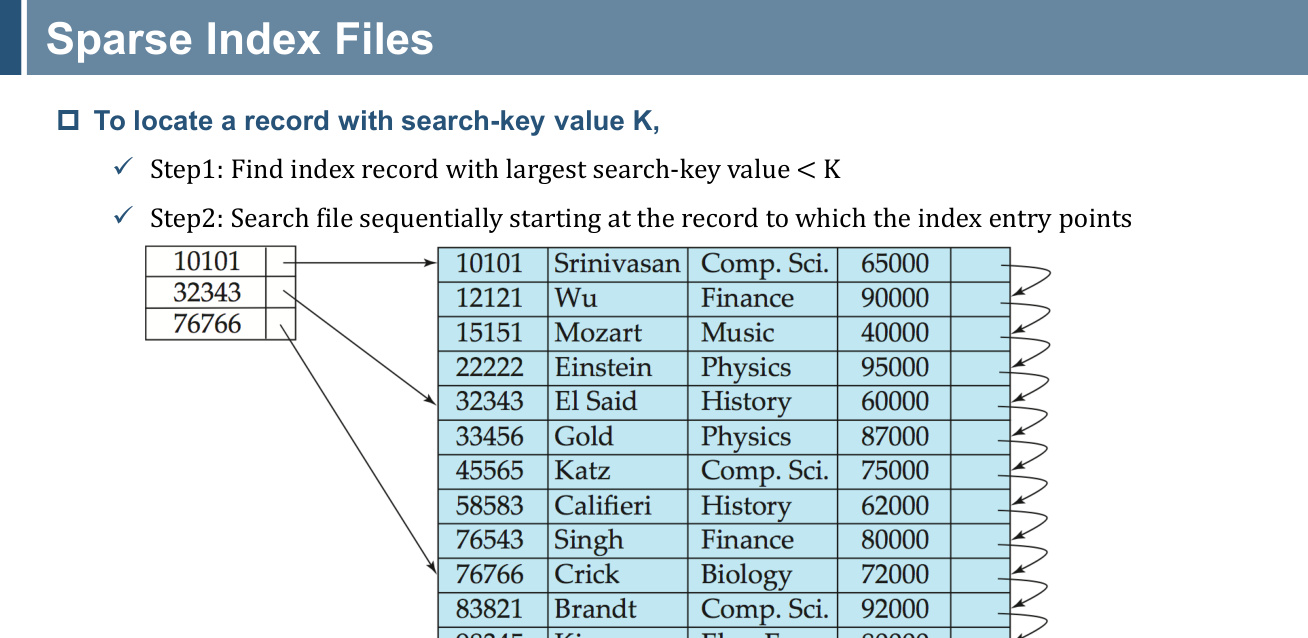 Sparse Index Files
To locate a record with search-key value K,
Step1: Find index record with largest search-key value < K
Step2: Search file sequentially starting at the record to which the index entry points
10101
32343
76766
10101 Srinivasan Comp. Sci. 65000
12121 Wu Finance 90000
15151 Mozart Music 40000
22222 Einstein Physics 95000
32343 El Said History 60000
33456 Gold Physics 87000
45565 Katz Comp. Sci. 75000
58583 Califieri History 62000
76543 Singh Finance 80000
76766 Crick Biology 72000
83821 Brandt Comp. Sci. 92000